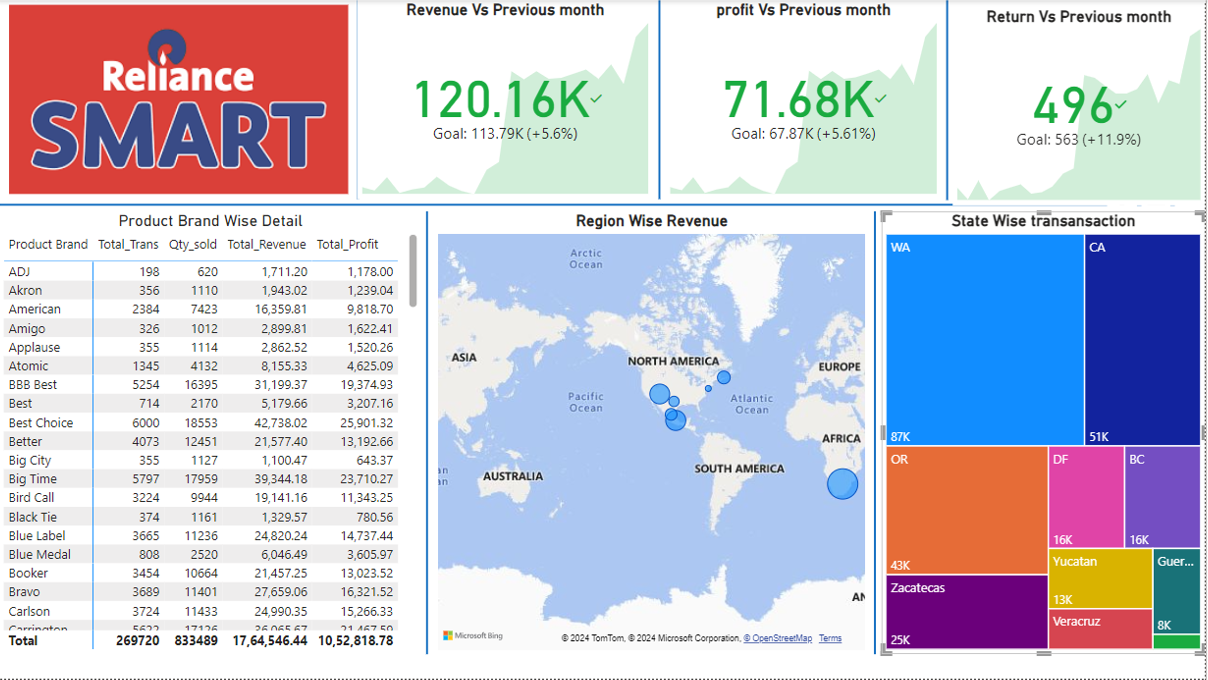 Reliance
SMART
Revenue Vs Previous month
120.16K
Goal: 113.79K (+5.6%)
profit Vs Previous month
71.68K
Goal: 67.87K (+5.61%)
Return Vs Previous month
496
Goal: 563 (+11.9%)
Product Brand Wise Detail
Product Brand Total_Trans Qty_sold Total_Revenue Total_Profit
ADJ 198 620 1,711.20 1,178.00
Akron 356 1110 1,943.02 1,239.04
American 2384 7423 16,359.81 9,818.70
Amigo 326 1012 2,899.81 1,622.41
Applause 355 1114 2,862.52 1,520.26
Atomic 1345 4132 8,155.33 4,625.09
BBB Best 5254 16395 31,199.37 19,374.93
Best 714 2170 5,179.66 3,207.16
Best Choice 6000 18553 42,738.02 25,901.32
Better 4073 12451 21,577.40 13,192.66
Big City 355 1127 1,100.47 643.37
Big Time 5797 17959 39,344.18 23,710.27
Bird Call 3224 9944 19,141.16 11,343.25
Black Tie 374 1161 1,329.57 780.56
Blue Label 3665 11236 24,820.24 14,737.44
Blue Medal 808 2520 6,046.49 3,605.97
Booker 3454 10664 21,457.25 13,023.52
Bravo 3689 11401 27,659.06 16,321.52
Carlson 3724 11433 24,990.35 15,266.33
Carrington
Total 269720 833489 17,64,546.44 10,52,818.78
Region Wise Revenue
Arctic
Ocean
ASIA
NORTH AMERICA
EUROPE
Pacific
Ocean
Atlantic
Ocean
AFRICA
SOUTH AMERICA
AUSTRALIA
an
an
AN
Microsoft Bing
© 2024 TomTom, © 2024 Microsoft Corporation, © OpenStreetMap Terms
State Wise transansaction
WA
87K
CA
51K
OR
43K
DF
16K
BC
16K
Zacatecas
25K
Yucatan
13K
Guer...
8K
Veracruz